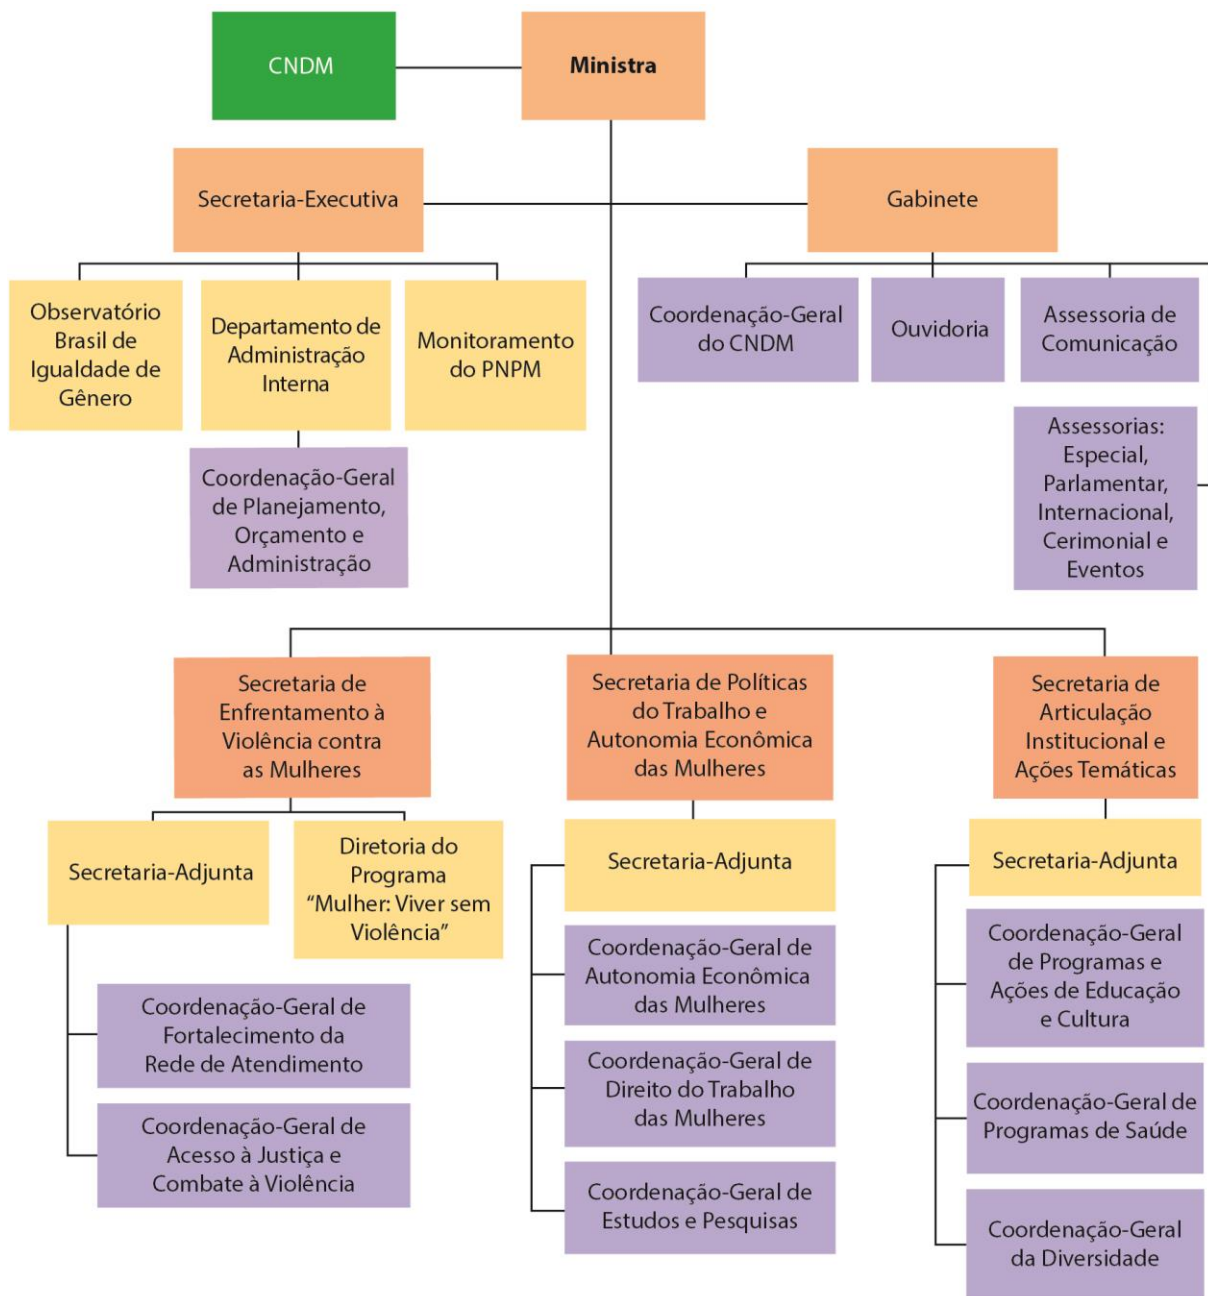 CNDM
Ministra
Secretaria-Executiva
Gabinete
Observatório
Brasil de
Igualdade de
Gênero
Departamento de
Administração
Interna
Monitoramento
do PNPM
Coordenação-Geral
do CNDM
Ouvidoria
Assessoria de
Comunicação
Coordenação-Geral
de Planejamento,
Orçamento e
Administração
Assessorias:
Especial,
Parlamentar,
Internacional,
Cerimonial e
Eventos
Secretaria de
Enfrentamento à
Violência contra
as Mulheres
Secretaria de Políticas
do Trabalho e
Autonomia Econômica
das Mulheres
Secretaria de
Articulação
Institucional e
Ações Temáticas
Secretaria-Adjunta
Diretoria do
Programa
“Mulher: Viver sem
Violência”
Coordenação-Geral de
Fortalecimento da
Rede de Atendimento
Coordenação-Geral de
Acesso à Justiça e
Combate à Violência
Secretaria-Adjunta
Coordenação-Geral de
Autonomia Econômica
das Mulheres
Coordenação-Geral de
Direito do Trabalho
das Mulheres
Coordenação-Geral de
Estudos e Pesquisas
Secretaria-Adjunta
Coordenação-Geral
de Programas e
Ações de Educação
e Cultura
Coordenação-Geral de
Programas de Saúde
Coordenação-Geral
da Diversidade